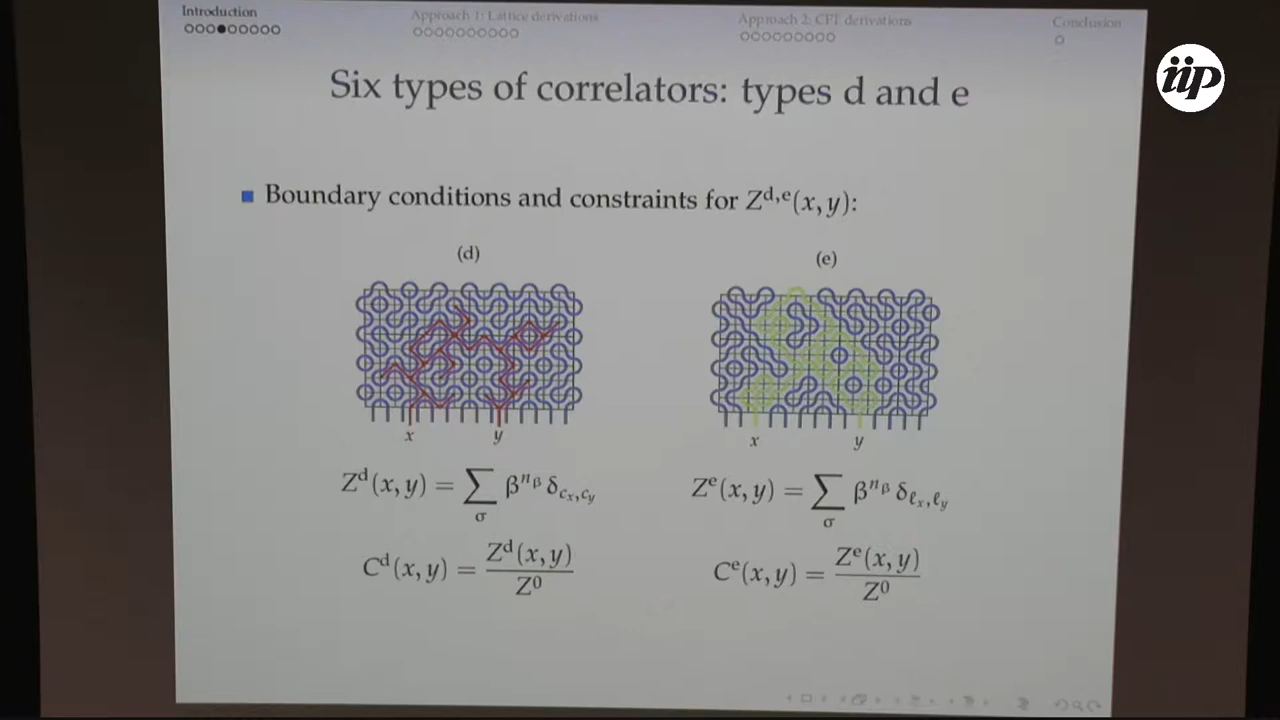 Introduction
Approach 1: Lattice derivations
Approach 2: CFT derivations
Conclusion
iip
Six types of correlators: types d and e
Boundary conditions and constraints for Z^{d,e}(x, y):
(d)
(e)
x y
x y
Z^d(x, y) = ∑_σ β^{n_β} δ_{c_x,c_y}
Z^e(x, y) = ∑_σ β^{n_β} δ_{ℓ_x,ℓ_y}
C^d(x, y) = Z^d(x, y) / Z^0
C^e(x, y) = Z^e(x, y) / Z^0